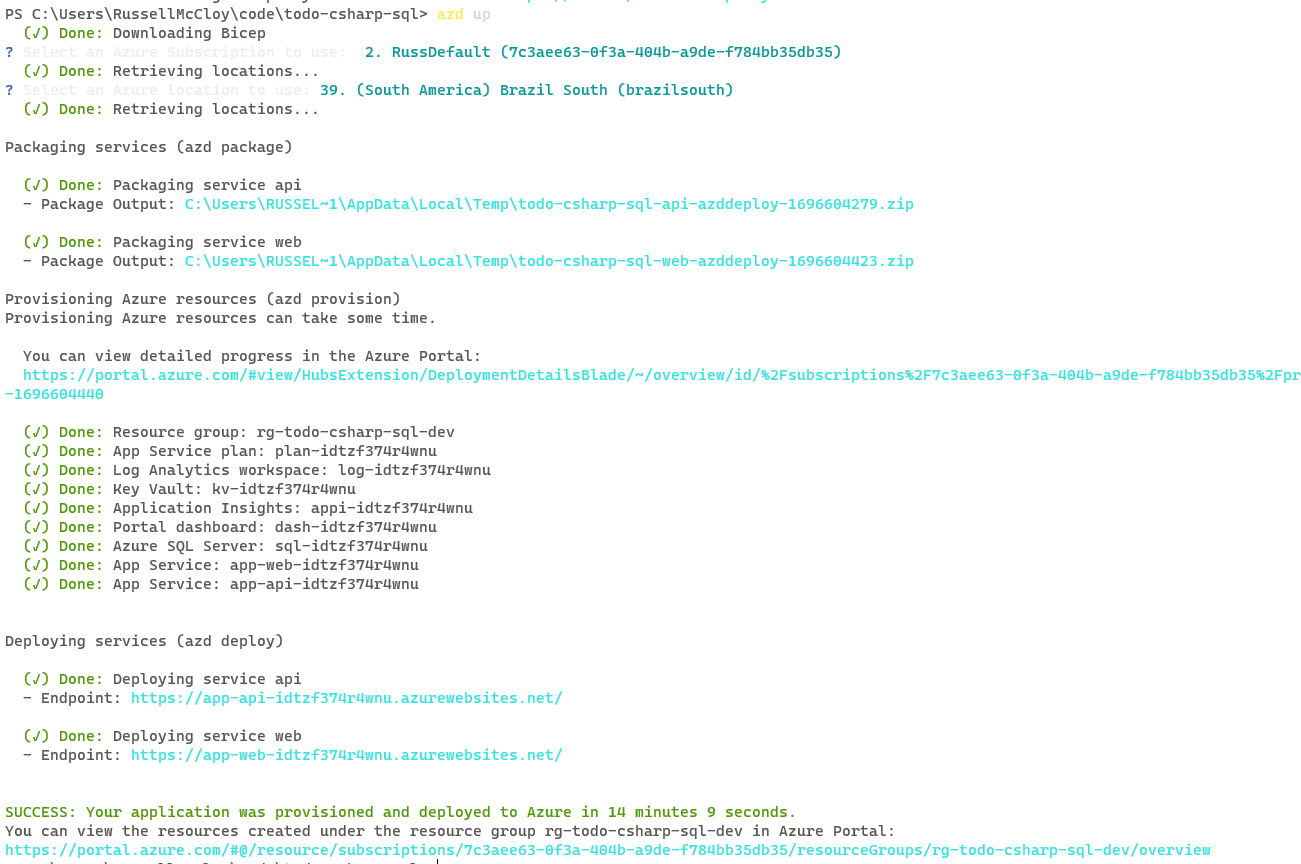 PS C:\Users\RussellMcCloy\code\todo-csharp-sql> azd up
(✓) Done: Downloading Bicep
? Select an Azure Subscription to use:  2. RussDefault (7c3aee63-0f3a-404b-a9de-f784bb35db35)
(✓) Done: Retrieving locations...
? Select an Azure location to use: 39. (South America) Brazil South (brazilsouth)
(✓) Done: Retrieving locations...
Packaging services (azd package)
(✓) Done: Packaging service api
- Package Output: C:\Users\RUSSEL~1\AppData\Local\Temp\todo-csharp-sql-api-azddeploy-1696604279.zip
(✓) Done: Packaging service web
- Package Output: C:\Users\RUSSEL~1\AppData\Local\Temp\todo-csharp-sql-web-azddeploy-1696604423.zip
Provisioning Azure resources (azd provision)
Provisioning Azure resources can take some time.
You can view detailed progress in the Azure Portal:
https://portal.azure.com/#view/HubsExtension/DeploymentDetailsBlade/~/overview/id/%2Fsubscriptions%2F7c3aee63-0f3a-404b-a9de-f784bb35db35%2Fpr
-1696604440
(✓) Done: Resource group: rg-todo-csharp-sql-dev
(✓) Done: App Service plan: plan-idtzf374r4wnu
(✓) Done: Log Analytics workspace: log-idtzf374r4wnu
(✓) Done: Key Vault: kv-idtzf374r4wnu
(✓) Done: Application Insights: appi-idtzf374r4wnu
(✓) Done: Portal dashboard: dash-idtzf374r4wnu
(✓) Done: Azure SQL Server: sql-idtzf374r4wnu
(✓) Done: App Service: app-web-idtzf374r4wnu
(✓) Done: App Service: app-api-idtzf374r4wnu
Deploying services (azd deploy)
(✓) Done: Deploying service api
- Endpoint: https://app-api-idtzf374r4wnu.azurewebsites.net/
(✓) Done: Deploying service web
- Endpoint: https://app-web-idtzf374r4wnu.azurewebsites.net/
SUCCESS: Your application was provisioned and deployed to Azure in 14 minutes 9 seconds.
You can view the resources created under the resource group rg-todo-csharp-sql-dev in Azure Portal:
https://portal.azure.com/#@/resource/subscriptions/7c3aee63-0f3a-404b-a9de-f784bb35db35/resourceGroups/rg-todo-csharp-sql-dev/overview